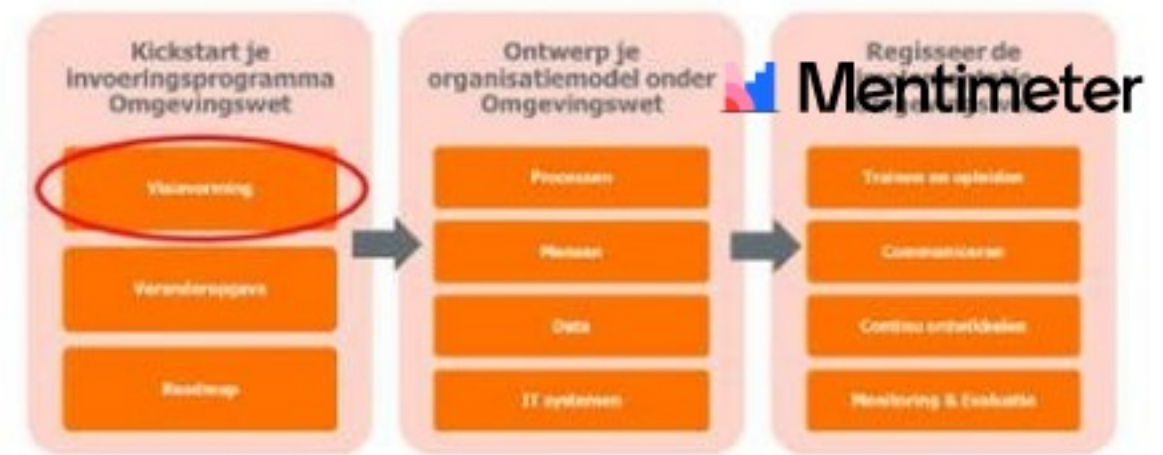 Kickstart je
invoeringsprogramma
Omgevingswet
Visievorming
Veranderopgave
Roadmap
Ontwerp je
organisatiemodel onder
Omgevingswet
Processen
Mensen
Data
IT systemen
Regisseer de
Mentimeter
Trainen en opleiden
Communiceren
Continu ontwikkelen
Monitoring & Evaluatie